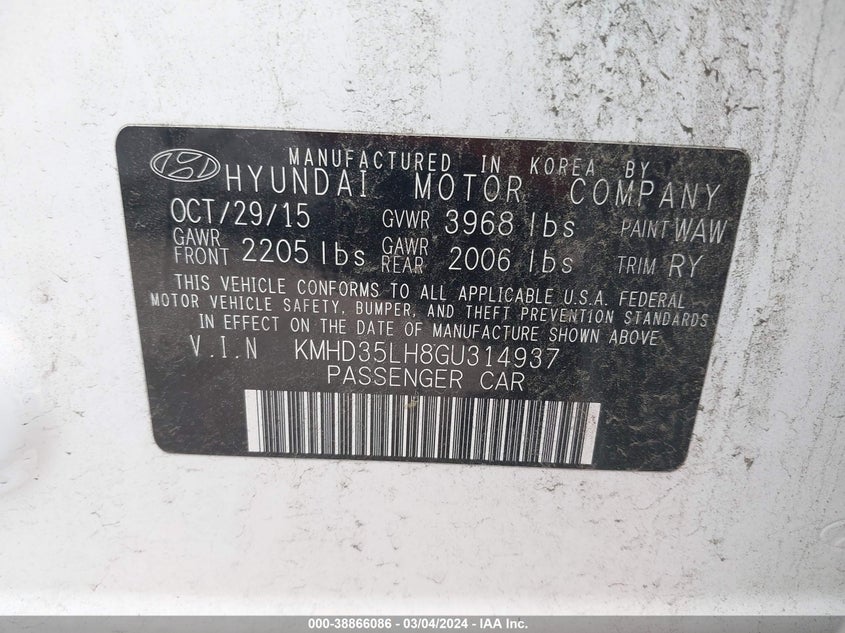 MANUFACTURED IN KOREA BY
HYUNDAI MOTOR COMPANY
OCT/29/15 GVWR 3968 lbs PAINT WAW
GAWR FRONT 2205 lbs GAWR REAR 2006 lbs TRIM RY
THIS VEHICLE CONFORMS TO ALL APPLICABLE U.S.A. FEDERAL
MOTOR VEHICLE SAFETY, BUMPER, AND THEFT PREVENTION STANDARDS
IN EFFECT ON THE DATE OF MANUFACTURE SHOWN ABOVE
V.I.N KMHD35LH8GU314937
PASSENGER CAR
000-38866086 - 03/04/2024 - IAAI.com